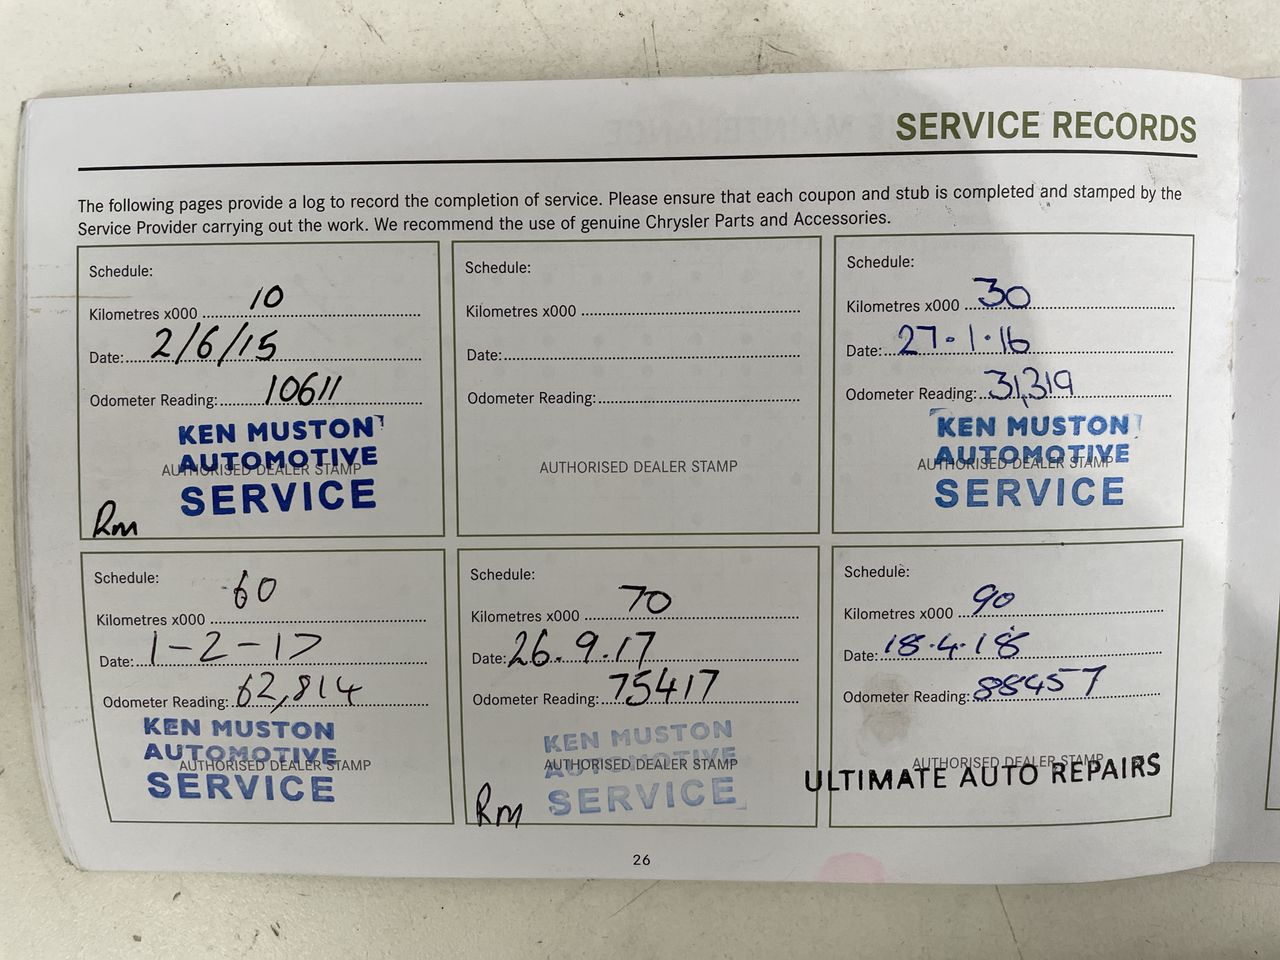 SERVICE RECORDS
The following pages provide a log to record the completion of service. Please ensure that each coupon and stub is completed and stamped by the
Service Provider carrying out the work. We recommend the use of genuine Chrysler Parts and Accessories.
Schedule:
Kilometres x000 10
Date: 2/6/15
Odometer Reading: 10611
KEN MUSTON
AUTOMOTIVE
AUTHORISED DEALER STAMP
SERVICE
Rm
Schedule:
Kilometres x000
Date:
Odometer Reading:
AUTHORISED DEALER STAMP
Schedule:
Kilometres x000 30
Date: 27.1.16
Odometer Reading: 31,319
KEN MUSTON
AUTOMOTIVE
AUTHORISED DEALER STAMP
SERVICE
Schedule:
Kilometres x000 60
Date: 1-2-17
Odometer Reading: 62,814
KEN MUSTON
AUTOMOTIVE
AUTHORISED DEALER STAMP
SERVICE
Schedule:
Kilometres x000 70
Date: 26.9.17
Odometer Reading: 75417
KEN MUSTON
AUTOMOTIVE
AUTHORISED DEALER STAMP
SERVICE
Rm
Schedule:
Kilometres x000 90
Date: 18.4.18
Odometer Reading: 88457
AUTHORISED DEALER STAMP
ULTIMATE AUTO REPAIRS
26